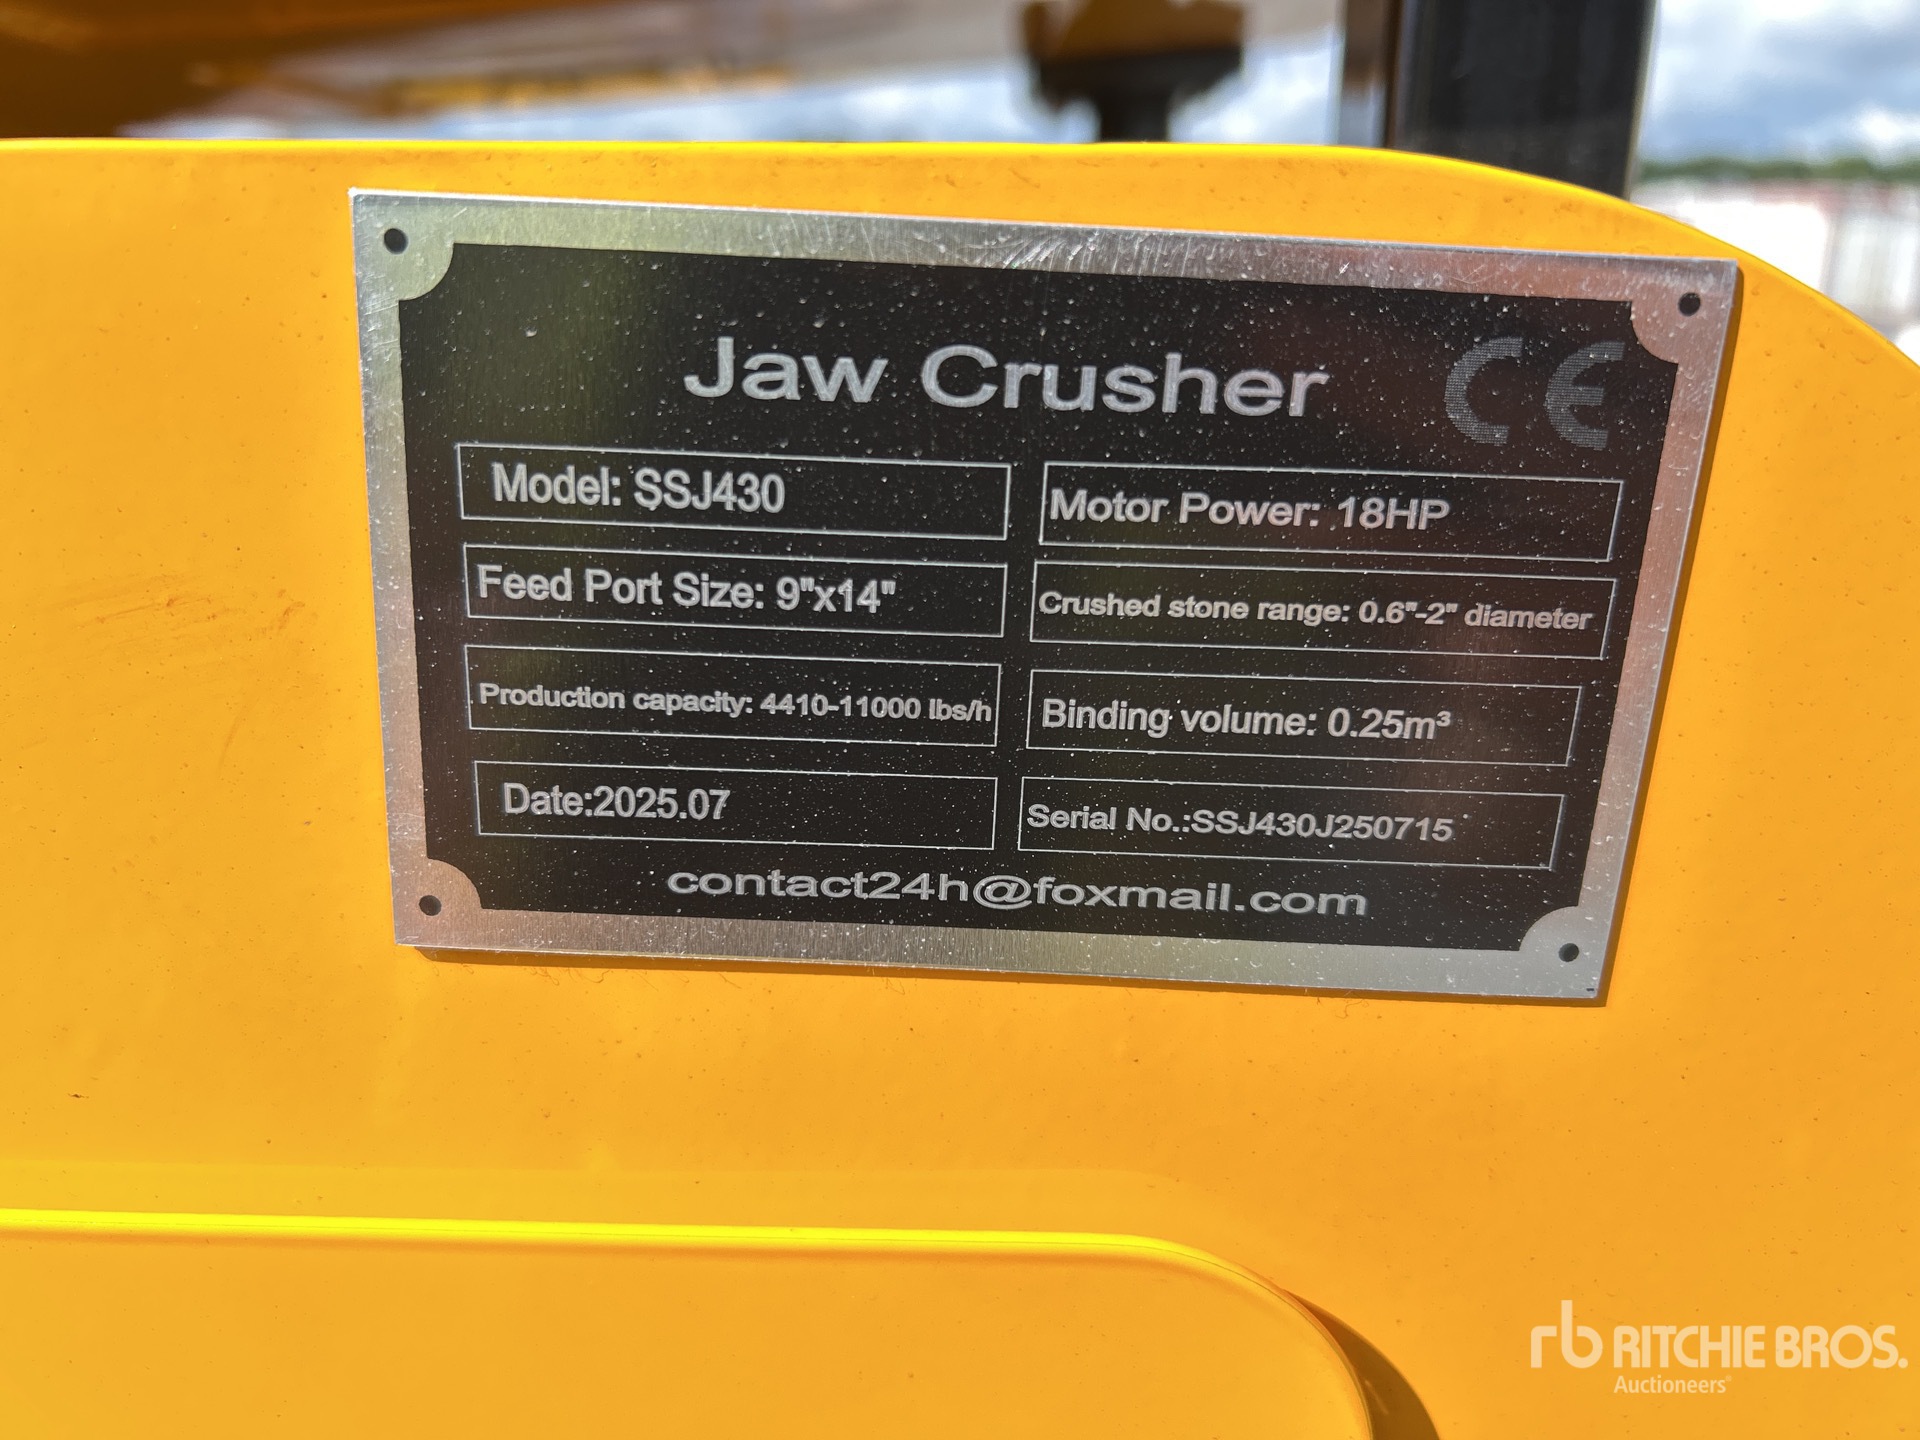 Jaw Crusher
CE
Model: SSJ430
Motor Power: 18HP
Feed Port Size: 9"x14"
Crushed stone range: 0.6"-2" diameter
Production capacity: 4410-11000 lbs/h
Binding volume: 0.25m³
Date:2025.07
Serial No.:SSJ430J250715
contact24h@foxmail.com
rb RITCHIE BROS.
Auctioneers